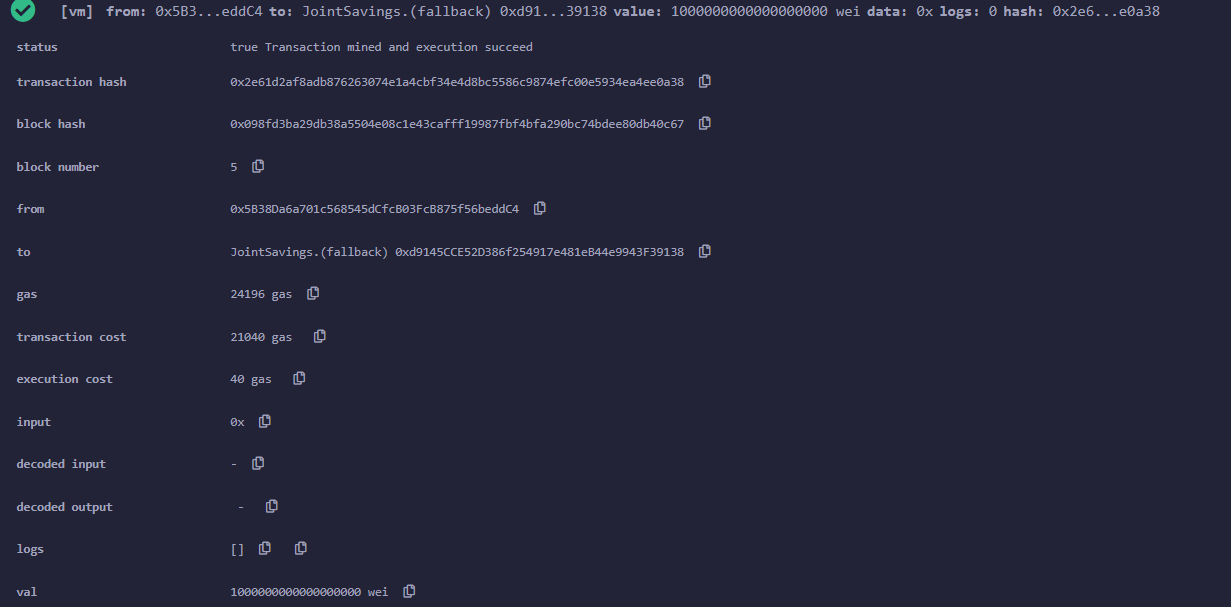 [vm] from: 0x5B3...eddC4 to: JointSavings.(fallback) 0xd91...39138 value: 1000000000000000000 wei data: 0x logs: 0 hash: 0x2e6...e0a38
status true Transaction mined and execution succeed
transaction hash 0x2e61d2af8adb876263074e1a4cbf34e4d8bc5586c9874efc00e5934ea4ee0a38
block hash 0x098fd3ba29db38a5504e08c1e43cafff19987fbf4bfa290bc74bdee80db40c67
block number 5
from 0x5B38Da6a701c568545dCfcB03FcB875f56beddC4
to JointSavings.(fallback) 0xd9145CCE52D386f254917e481eB44e9943F39138
gas 24196 gas
transaction cost 21040 gas
execution cost 40 gas
input 0x
decoded input -
decoded output -
logs []
val 1000000000000000000 wei